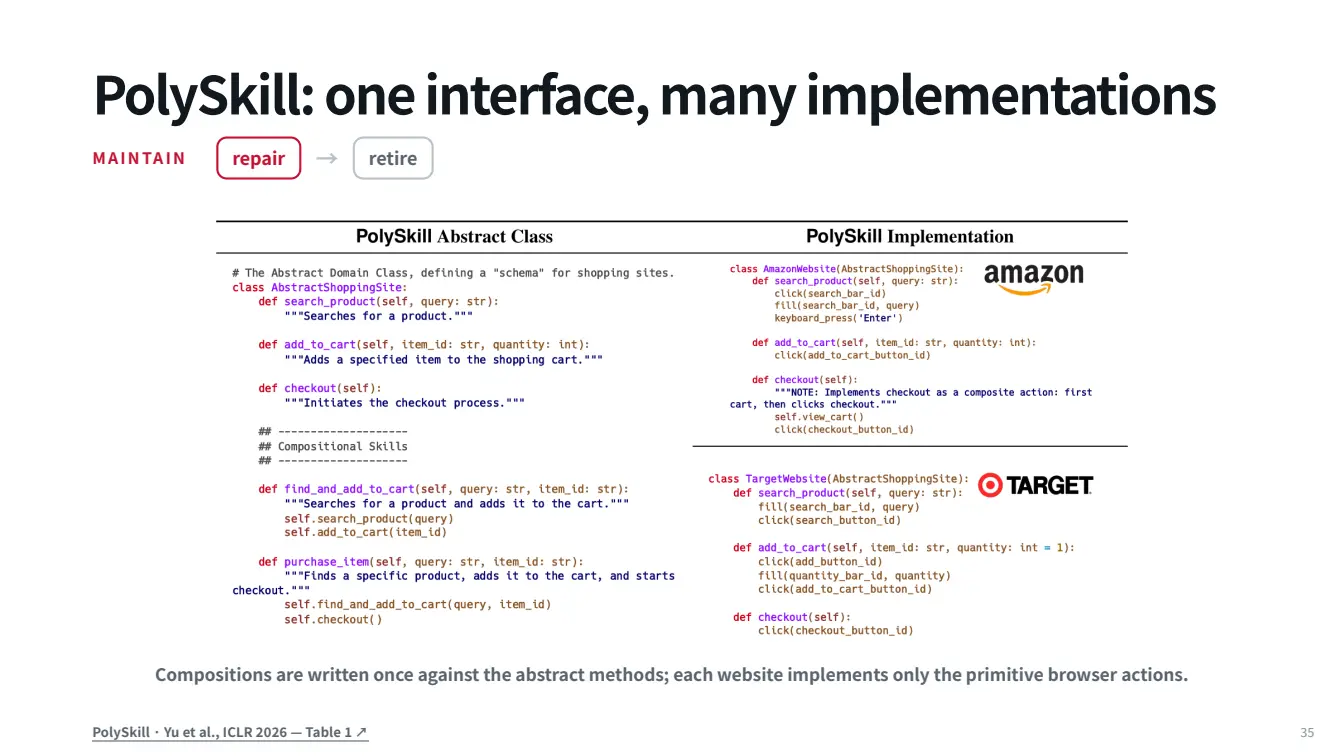 PolySkill: one interface, many implementations
MAINTAIN repair → retire
PolySkill Abstract Class
# The Abstract Domain Class, defining a "schema" for shopping sites.
class AbstractShoppingSite:
    def search_product(self, query: str):
        """Searches for a product."""
    def add_to_cart(self, item_id: str, quantity: int):
        """Adds a specified item to the shopping cart."""
    def checkout(self):
        """Initiates the checkout process."""
    ## --------------------
    ## Compositional Skills
    ## --------------------
    def find_and_add_to_cart(self, query: str, item_id: str):
        """Searches for a product and adds it to the cart."""
        self.search_product(query)
        self.add_to_cart(item_id)
    def purchase_item(self, query: str, item_id: str):
        """Finds a specific product, adds it to the cart, and starts
checkout."""
        self.find_and_add_to_cart(query, item_id)
        self.checkout()
PolySkill Implementation
class AmazonWebsite(AbstractShoppingSite):
    def search_product(self, query: str):
        click(search_bar_id)
        fill(search_bar_id, query)
        keyboard_press('Enter')
    def add_to_cart(self, item_id: str, quantity: int):
        click(add_to_cart_button_id)
    def checkout(self):
        """NOTE: Implements checkout as a composite action: first
cart, then clicks checkout."""
        self.view_cart()
        click(checkout_button_id)
amazon
class TargetWebsite(AbstractShoppingSite):
    def search_product(self, query: str):
        fill(search_bar_id, query)
        click(search_button_id)
    def add_to_cart(self, item_id: str, quantity: int = 1):
        click(add_button_id)
        fill(quantity_bar_id, quantity)
        click(add_to_cart_button_id)
    def checkout(self):
        click(checkout_button_id)
TARGET
Compositions are written once against the abstract methods; each website implements only the primitive browser actions.
PolySkill · Yu et al., ICLR 2026 — Table 1 ↗
35